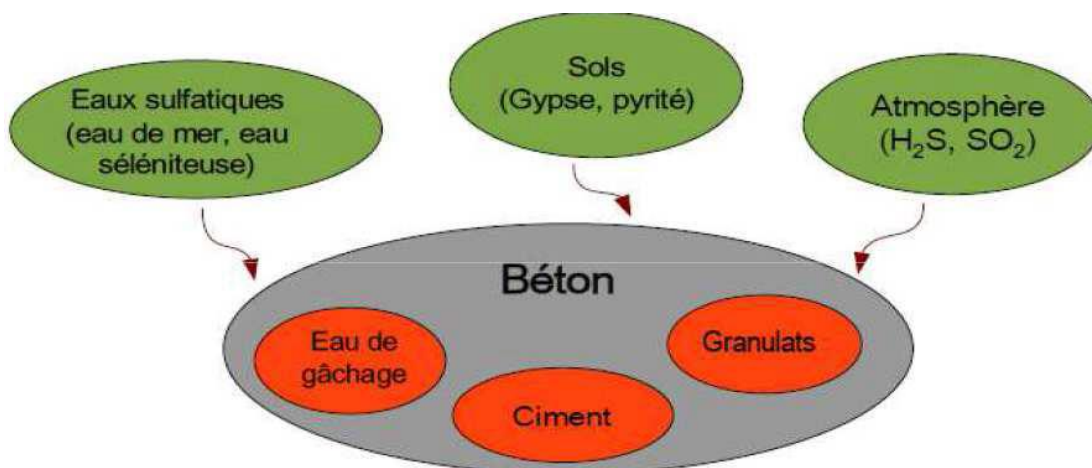 Eaux sulfatiques
(eau de mer, eau
séléniteuse)
Sols
(Gypse, pyrité)
Atmosphère
(H₂S, SO₂)
Béton
Eau de
gâchage
Ciment
Granulats